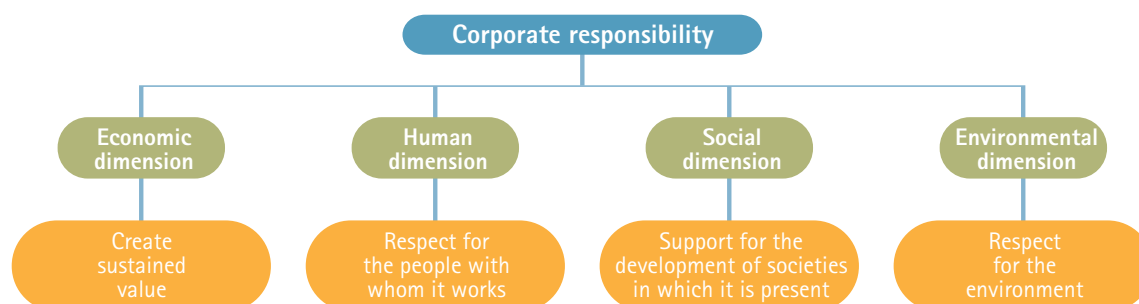 Corporate responsibility
Economic
dimension
Human
dimension
Social
dimension
Environmental
dimension
Create
sustained
value
Respect for
the people with
whom it works
Support for the
development of societies
in which it is present
Respect
for the
environment